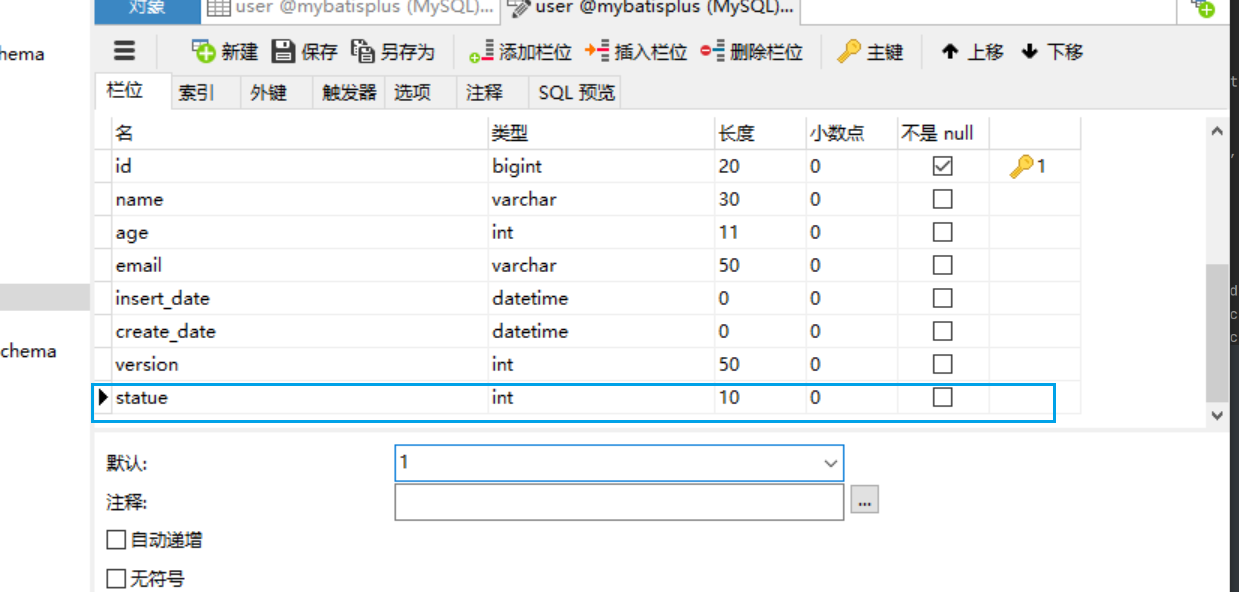 对象 user @mybatisplus (MySQL)... user @mybatisplus (MySQL)...
hema
新建 保存 另存为 添加栏位 插入栏位 删除栏位 主键 上移 下移
栏位 索引 外键 触发器 选项 注释 SQL 预览
名 类型 长度 小数点 不是 null
id bigint 20 0 1
name varchar 30 0
age int 11 0
email varchar 50 0
insert_date datetime 0 0
create_date datetime 0 0
chema
version int 50 0
statue int 10 0
默认: 1
注释: ...
自动递增
无符号